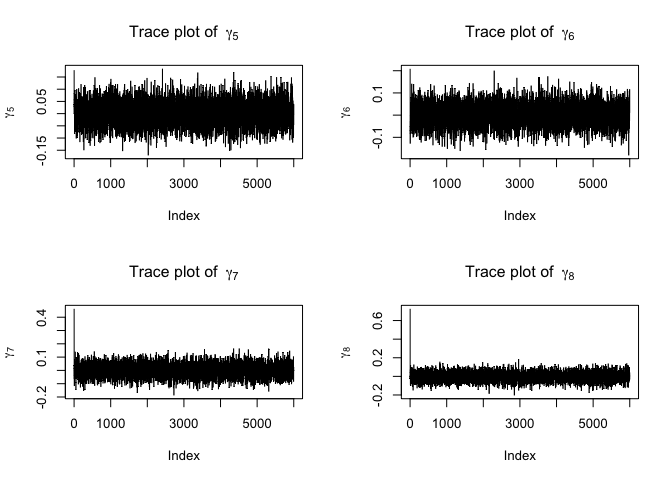 Trace plot of γ5
γ5
0.05
-0.15
0 1000 3000 5000
Index
Trace plot of γ6
γ6
0.1
-0.1
0 1000 3000 5000
Index
Trace plot of γ7
γ7
0.4
0.1
-0.2
0 1000 3000 5000
Index
Trace plot of γ8
γ8
0.6
0.2
-0.2
0 1000 3000 5000
Index